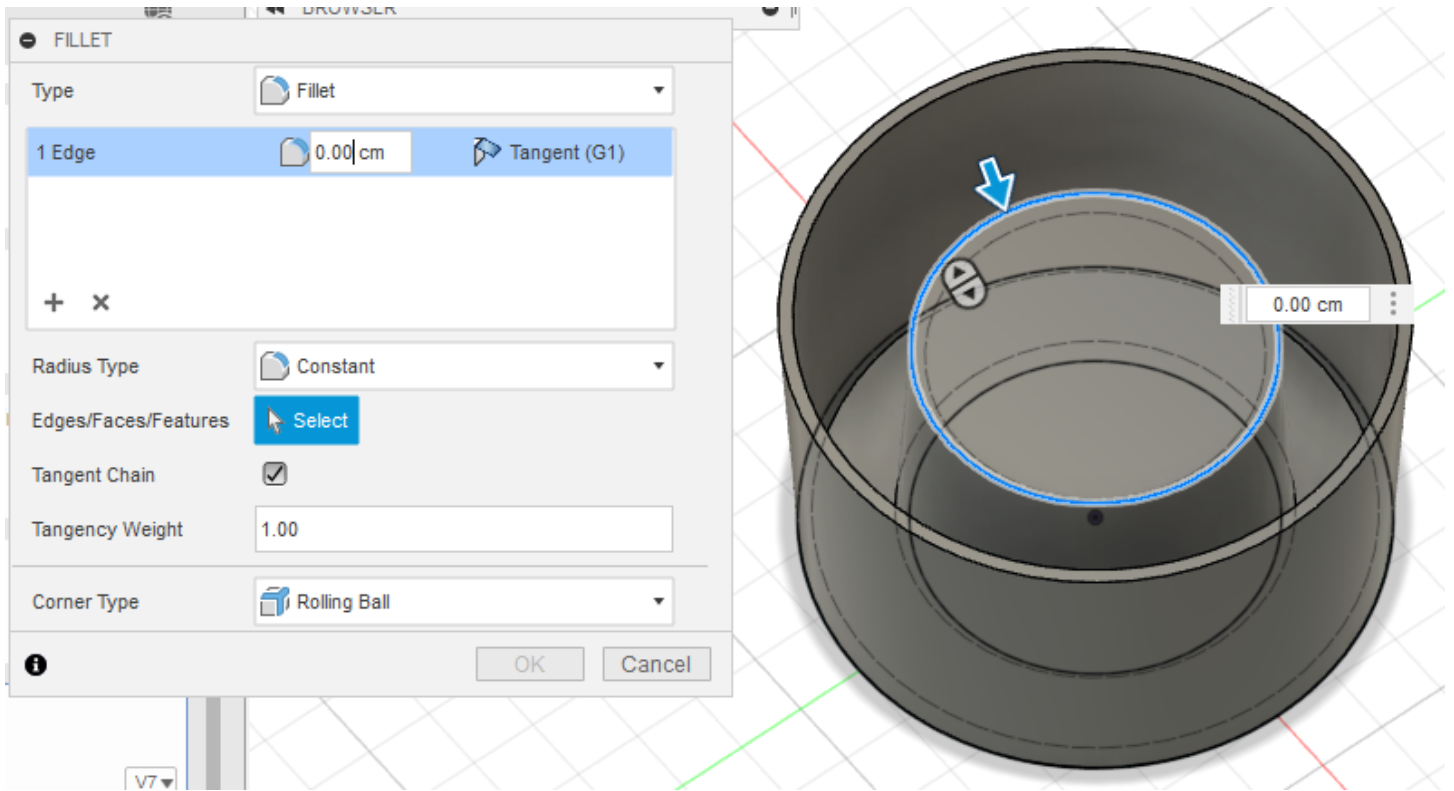 BROWSER
FILLET
Type Fillet
1 Edge 0.00 cm Tangent (G1)
0.00 cm
Radius Type Constant
Edges/Faces/Features Select
Tangent Chain
Tangency Weight 1.00
Corner Type Rolling Ball
OK Cancel
V7